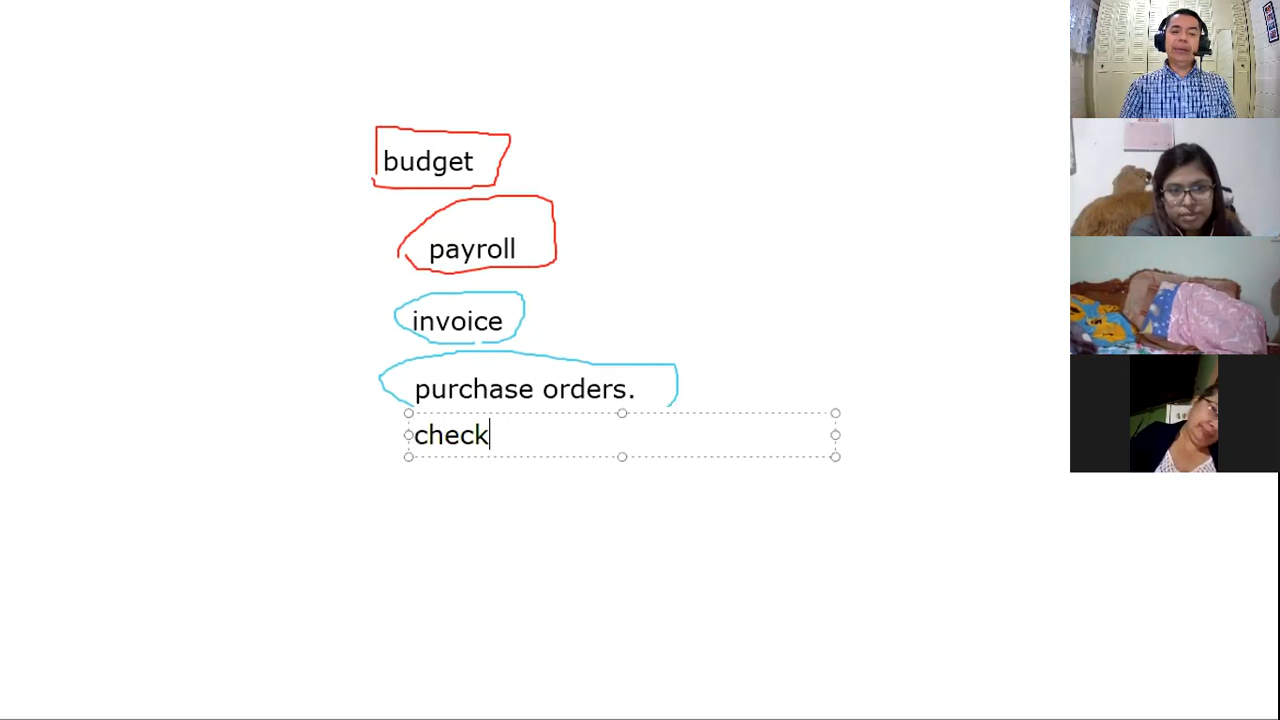 budget
payroll
invoice
purchase orders.
check